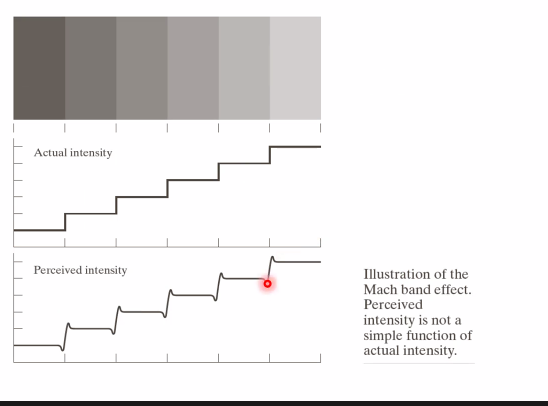 Actual intensity
Perceived intensity
Illustration of the
Mach band effect.
Perceived
intensity is not a
simple function of
actual intensity.